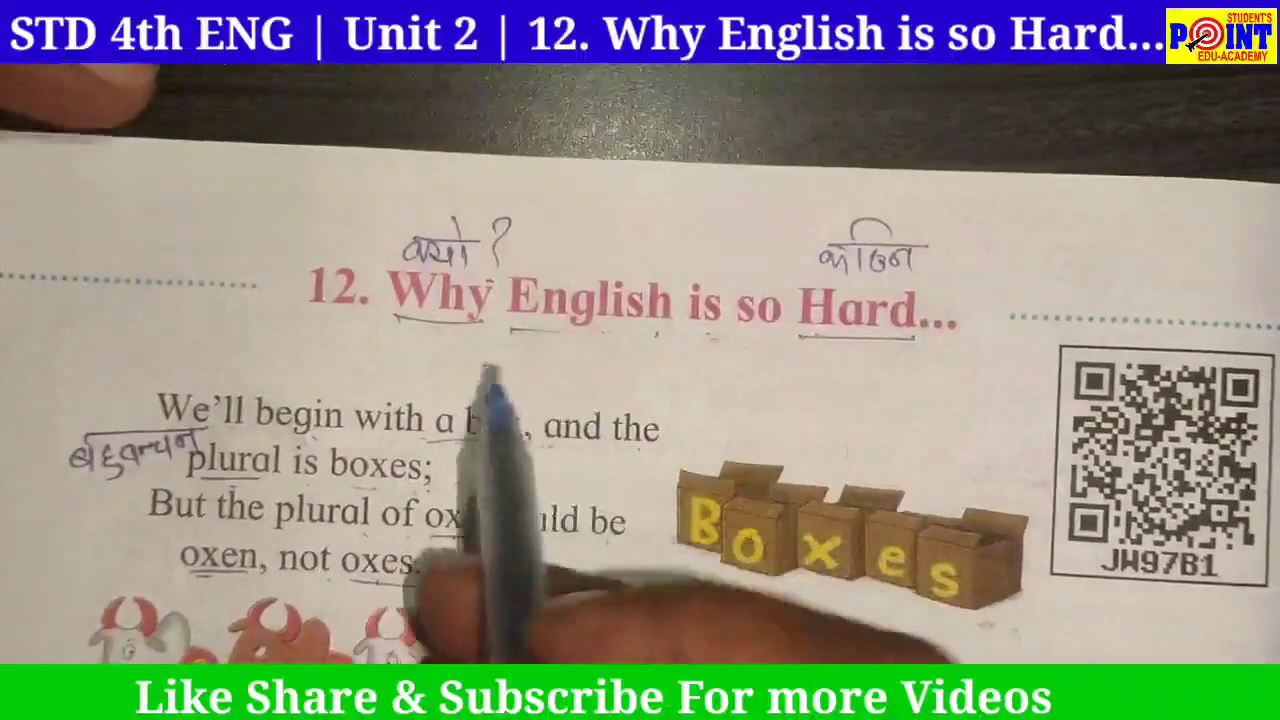 STD 4th ENG | Unit 2 | 12. Why English is so Hard...
STUDENT'S
POINT
EDU-ACADEMY
क्यो ?
कठिन
12. Why English is so Hard...
We'll begin with a , and the
बहुवचन
plural is boxes;
But the plural of be
oxen, not oxes.
Boxes
JW97B1
Like Share & Subscribe For more Videos